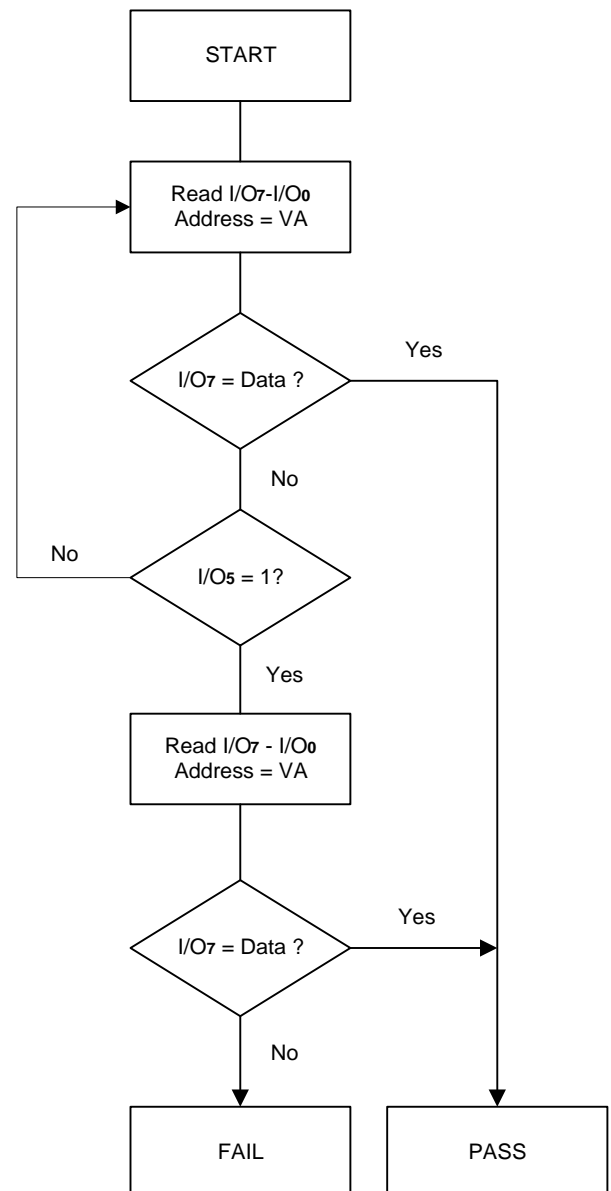 START
Read I/O7-I/O0
Address = VA
Yes
I/O7 = Data ?
No
No
I/O5 = 1?
Yes
Read I/O7 - I/O0
Address = VA
Yes
I/O7 = Data ?
No
FAIL
PASS